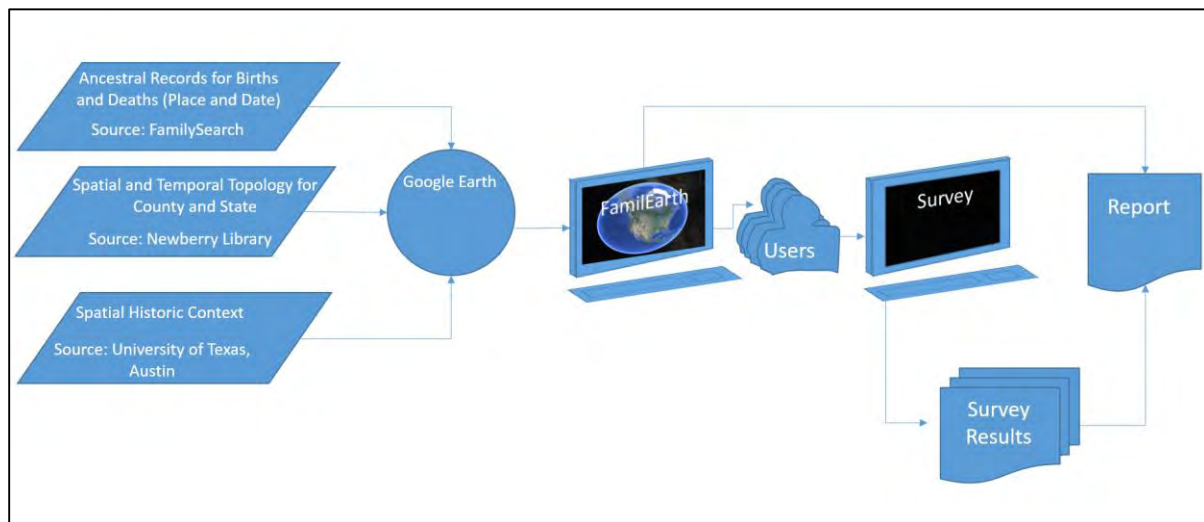 Ancestral Records for Births
and Deaths (Place and Date)
Source: FamilySearch
Spatial and Temporal Topology for
County and State
Source: Newberry Library
Spatial Historic Context
Source: University of Texas,
Austin
Google Earth
FamilEarth
Users
Survey
Report
Survey
Results